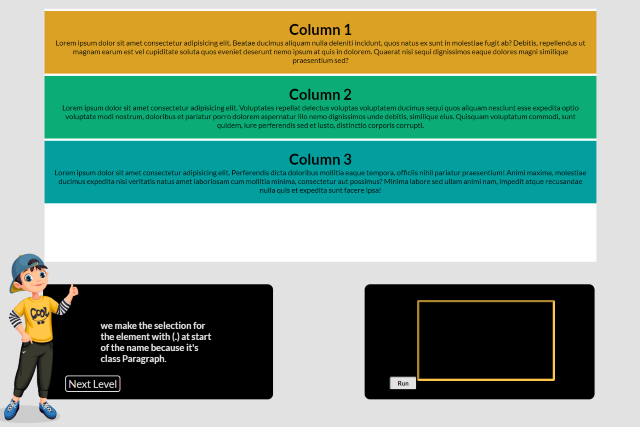 Column 1
Lorem ipsum dolor sit amet consectetur adipisicing elit. Beatae ducimus aliquam nulla deleniti incidunt, quos natus ex sunt in molestiae fugit ab? Debitis, repellendus ut
magnam earum est vel cupiditate soluta quos eveniet deserunt nemo ipsum at quis in dolorem. Quaerat nisi sequi dignissimos eaque dolores magni similique
praesentium sed?
Column 2
Lorem ipsum dolor sit amet, consectetur adipisicing elit. Voluptates repellat delectus voluptas voluptatem ducimus sequi quos aliquam nesciunt esse expedita optio
voluptate modi nostrum, doloribus et pariatur porro dolorem aspernatur illo nemo dignissimos unde debitis, similique eius. Quisquam voluptatum commodi, sunt
quidem, iure perferendis sed et iusto, distinctio corporis corrupti.
Column 3
Lorem ipsum dolor sit amet consectetur adipisicing elit. Perferendis dicta doloribus mollitia eaque tempora, officiis nihil pariatur praesentium! Animi maxime, molestiae
ducimus expedita nisi veritatis natus amet laboriosam cum mollitia minima, consectetur aut possimus? Minima labore sed ullam animi nam, impedit atque recusandae
nulla quis et expedita sunt facere ipsa!
COOL
we make the selection for
the element with (.) at start
of the name because it's
class Paragraph.
Next Level
Run